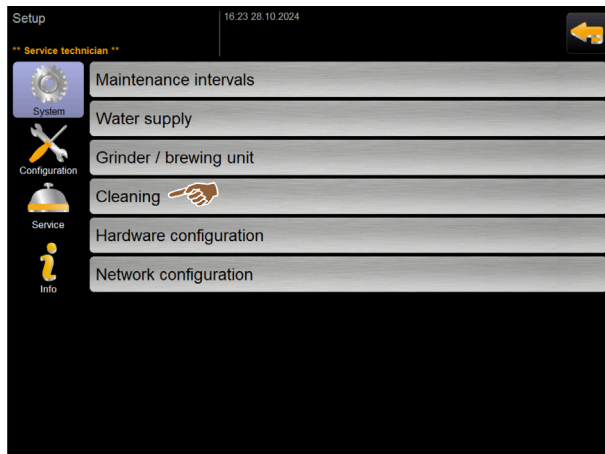 Setup
16:23 28.10.2024
** Service technician **
System
Configuration
Service
Info
Maintenance intervals
Water supply
Grinder / brewing unit
Cleaning
Hardware configuration
Network configuration